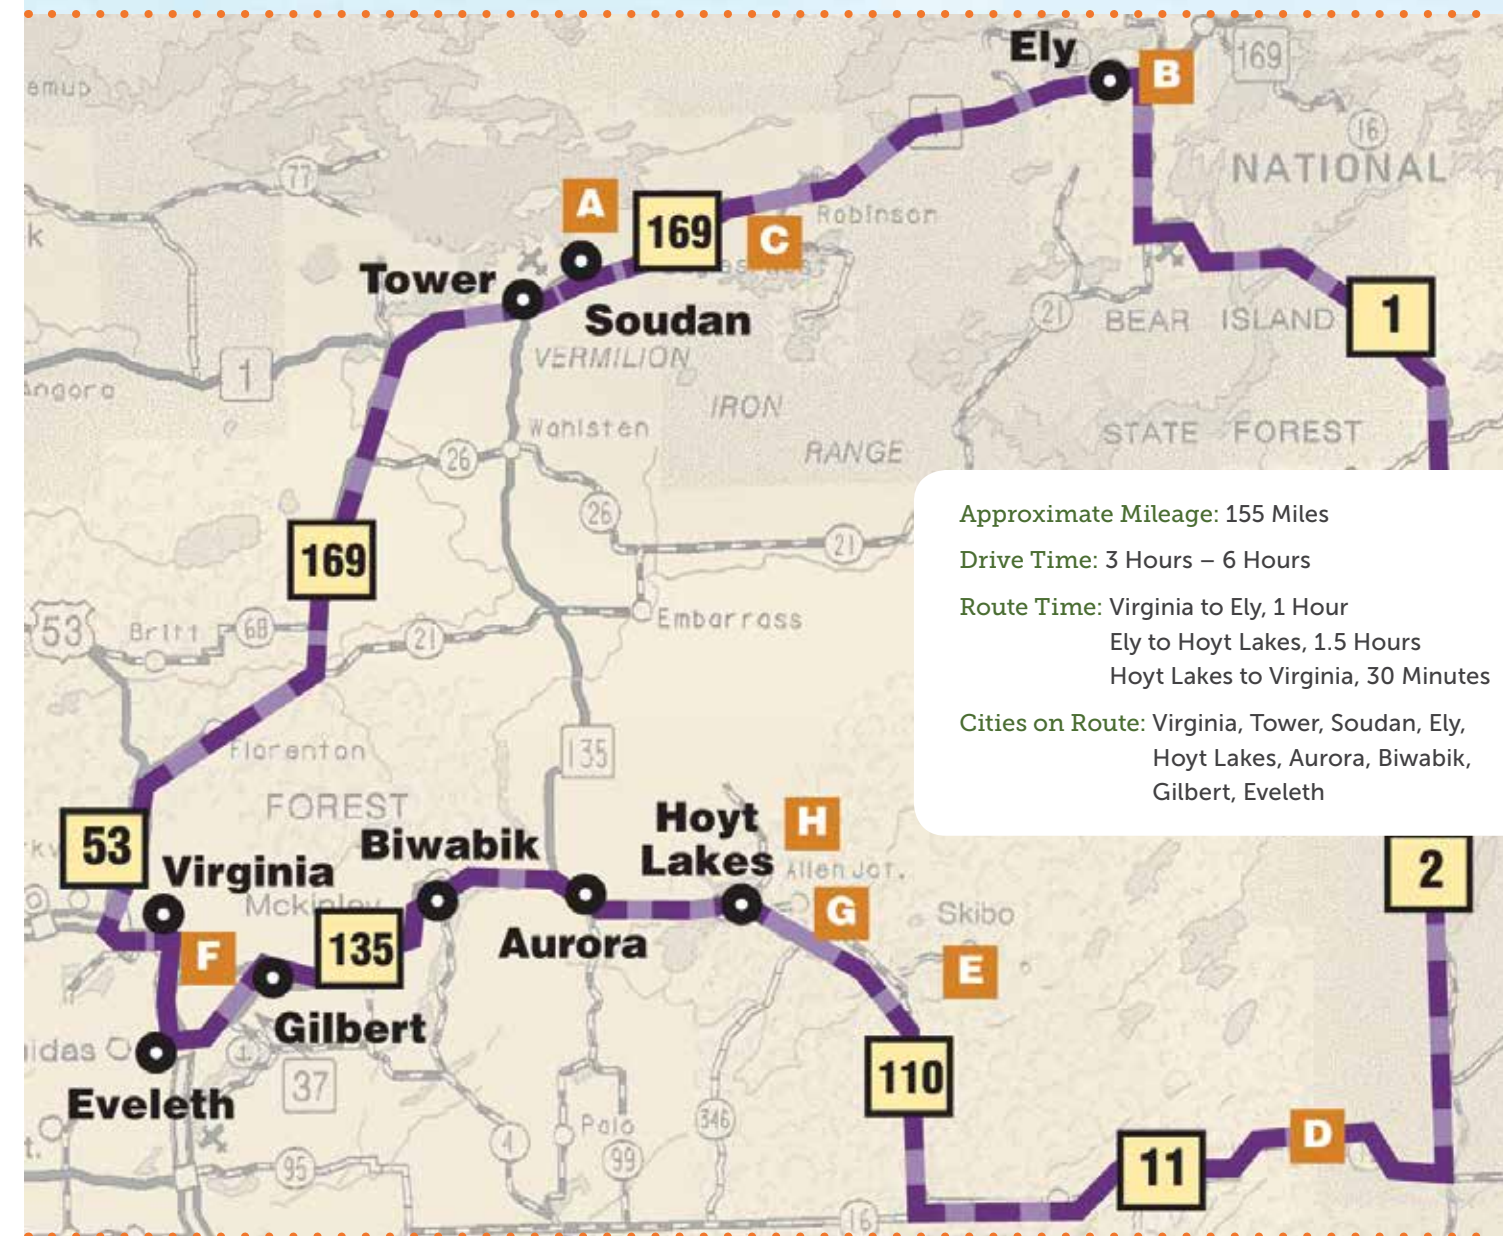 Ely
B
169
16
NATIONAL
77
A
169
C
Robinson
k
Tower
Soudan
1
21
BEAR ISLAND
1
VERMILION
IRON
RANGE
STATE FOREST
Wahlsten
26
26
21
169
53
Britt
68
21
Embarrass
Approximate Mileage: 155 Miles
Drive Time: 3 Hours – 6 Hours
Route Time: Virginia to Ely, 1 Hour
Ely to Hoyt Lakes, 1.5 Hours
Hoyt Lakes to Virginia, 30 Minutes
Cities on Route: Virginia, Tower, Soudan, Ely,
Hoyt Lakes, Aurora, Biwabik,
Gilbert, Eveleth
Florenton
135
FOREST
53
Virginia
Biwabik
Hoyt
Lakes
H
Allen Jct.
2
Mckinley
135
Aurora
G
Skibo
F
E
Gilbert
idas
Eveleth
37
110
346
Palo
4
99
95
D
11
16